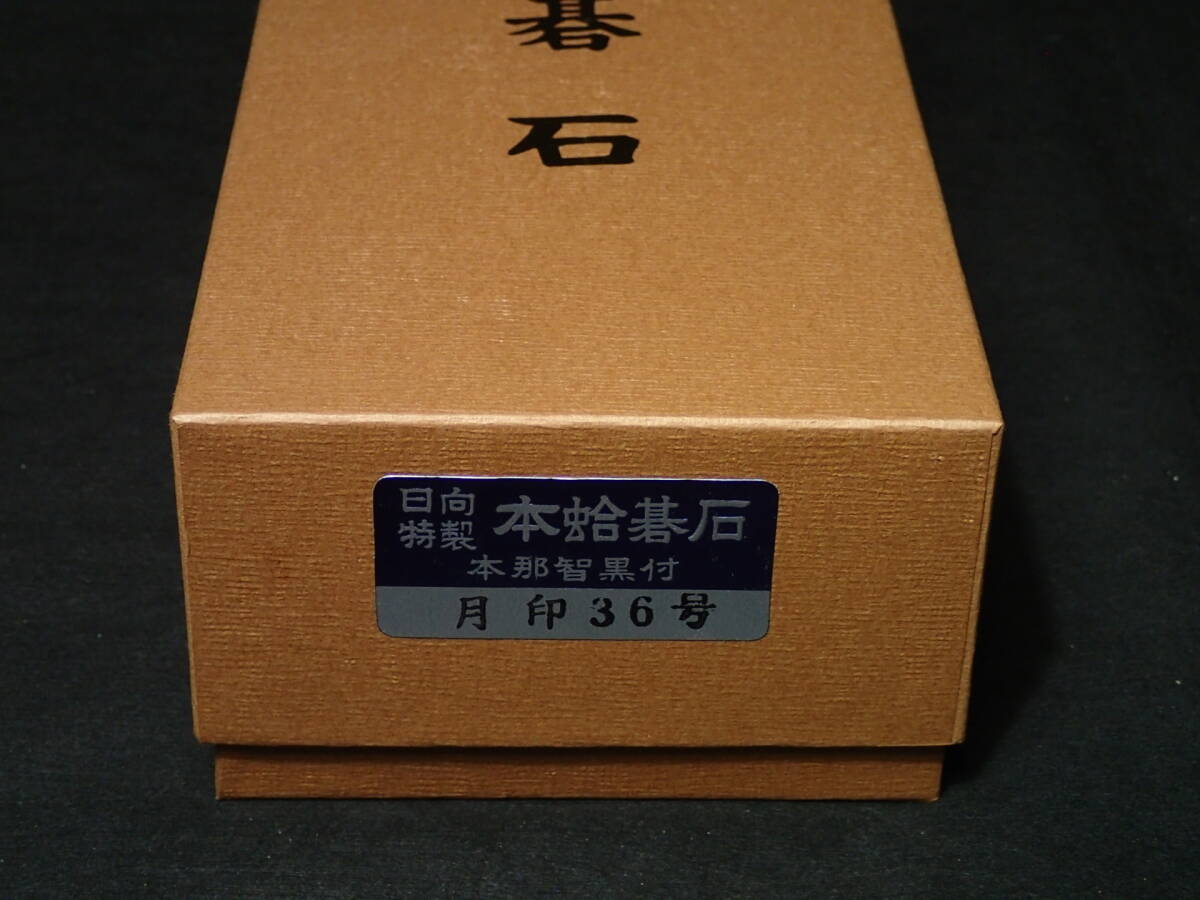 碁石
日向
特製
本蛤碁石
本那智黒付
月印36号